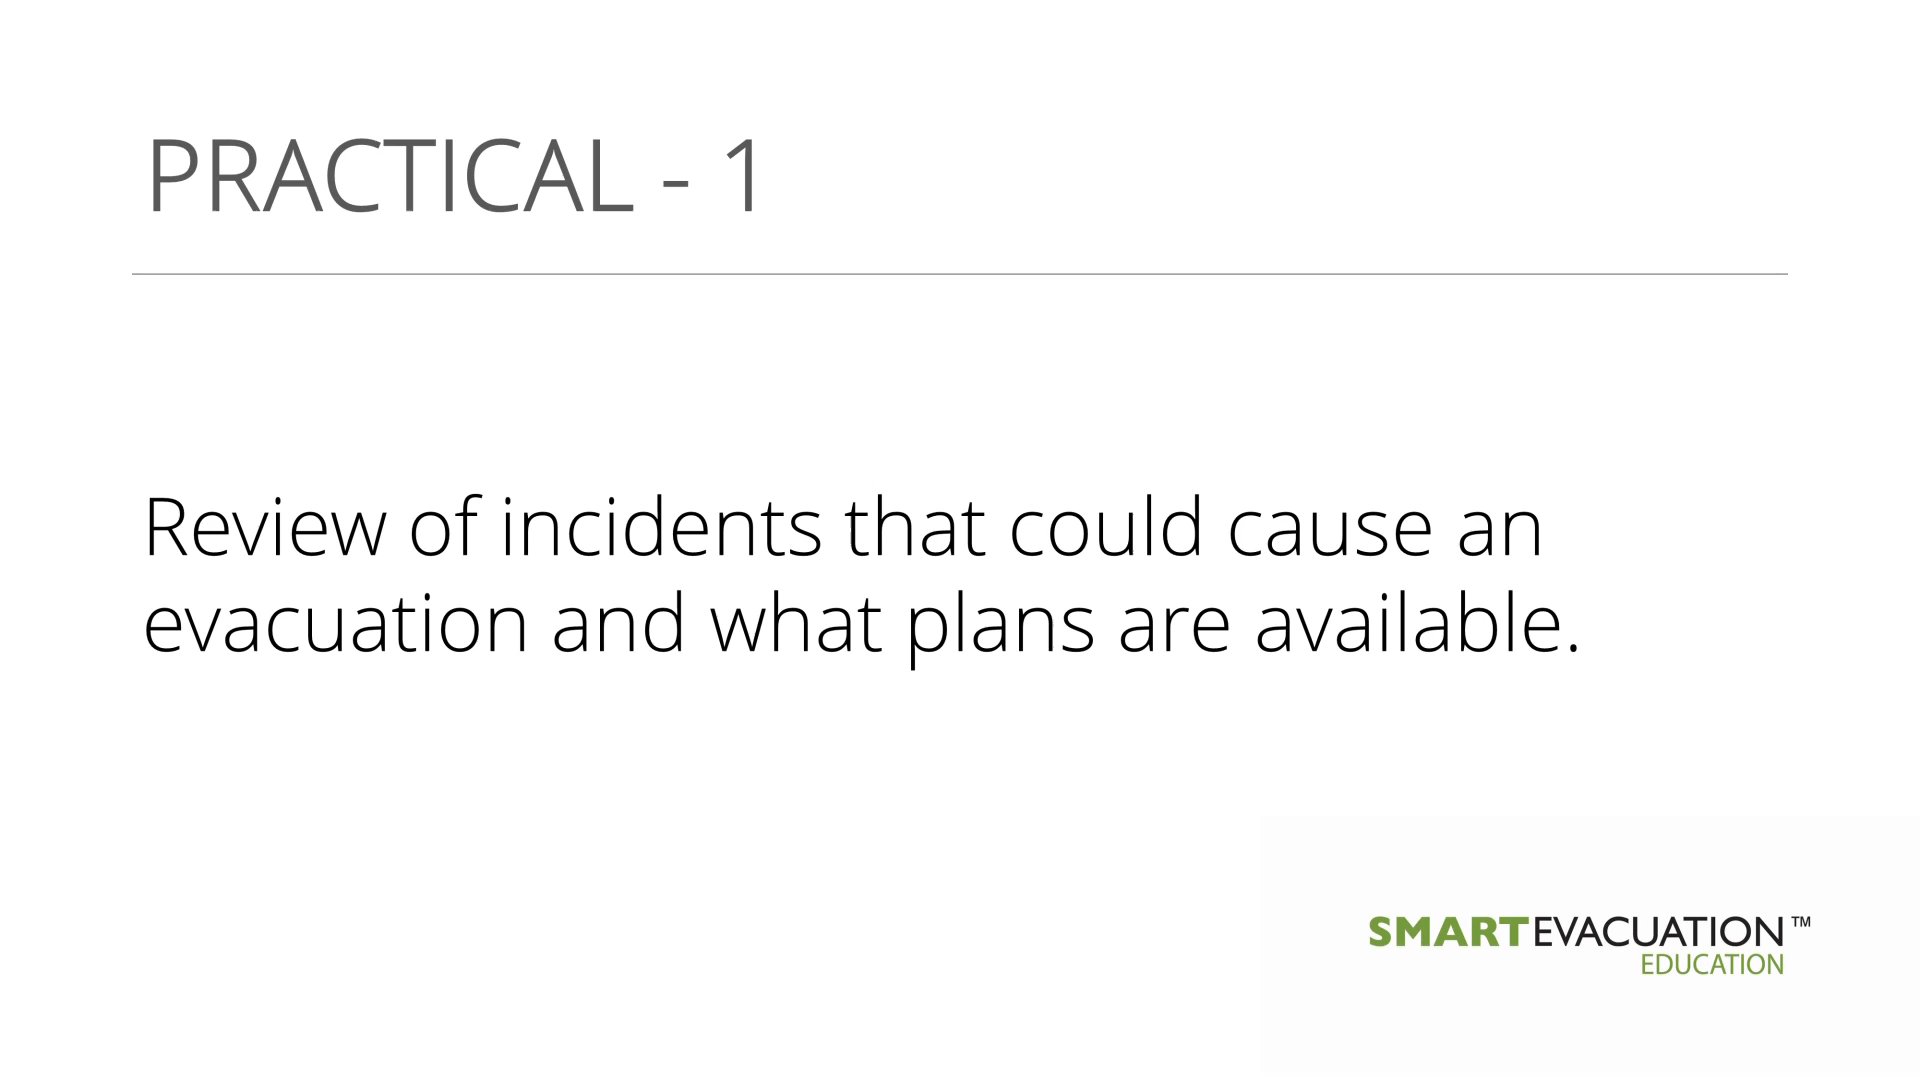 PRACTICAL - 1
Review of incidents that could cause an
evacuation and what plans are available.
SMARTEVACUATION™
EDUCATION